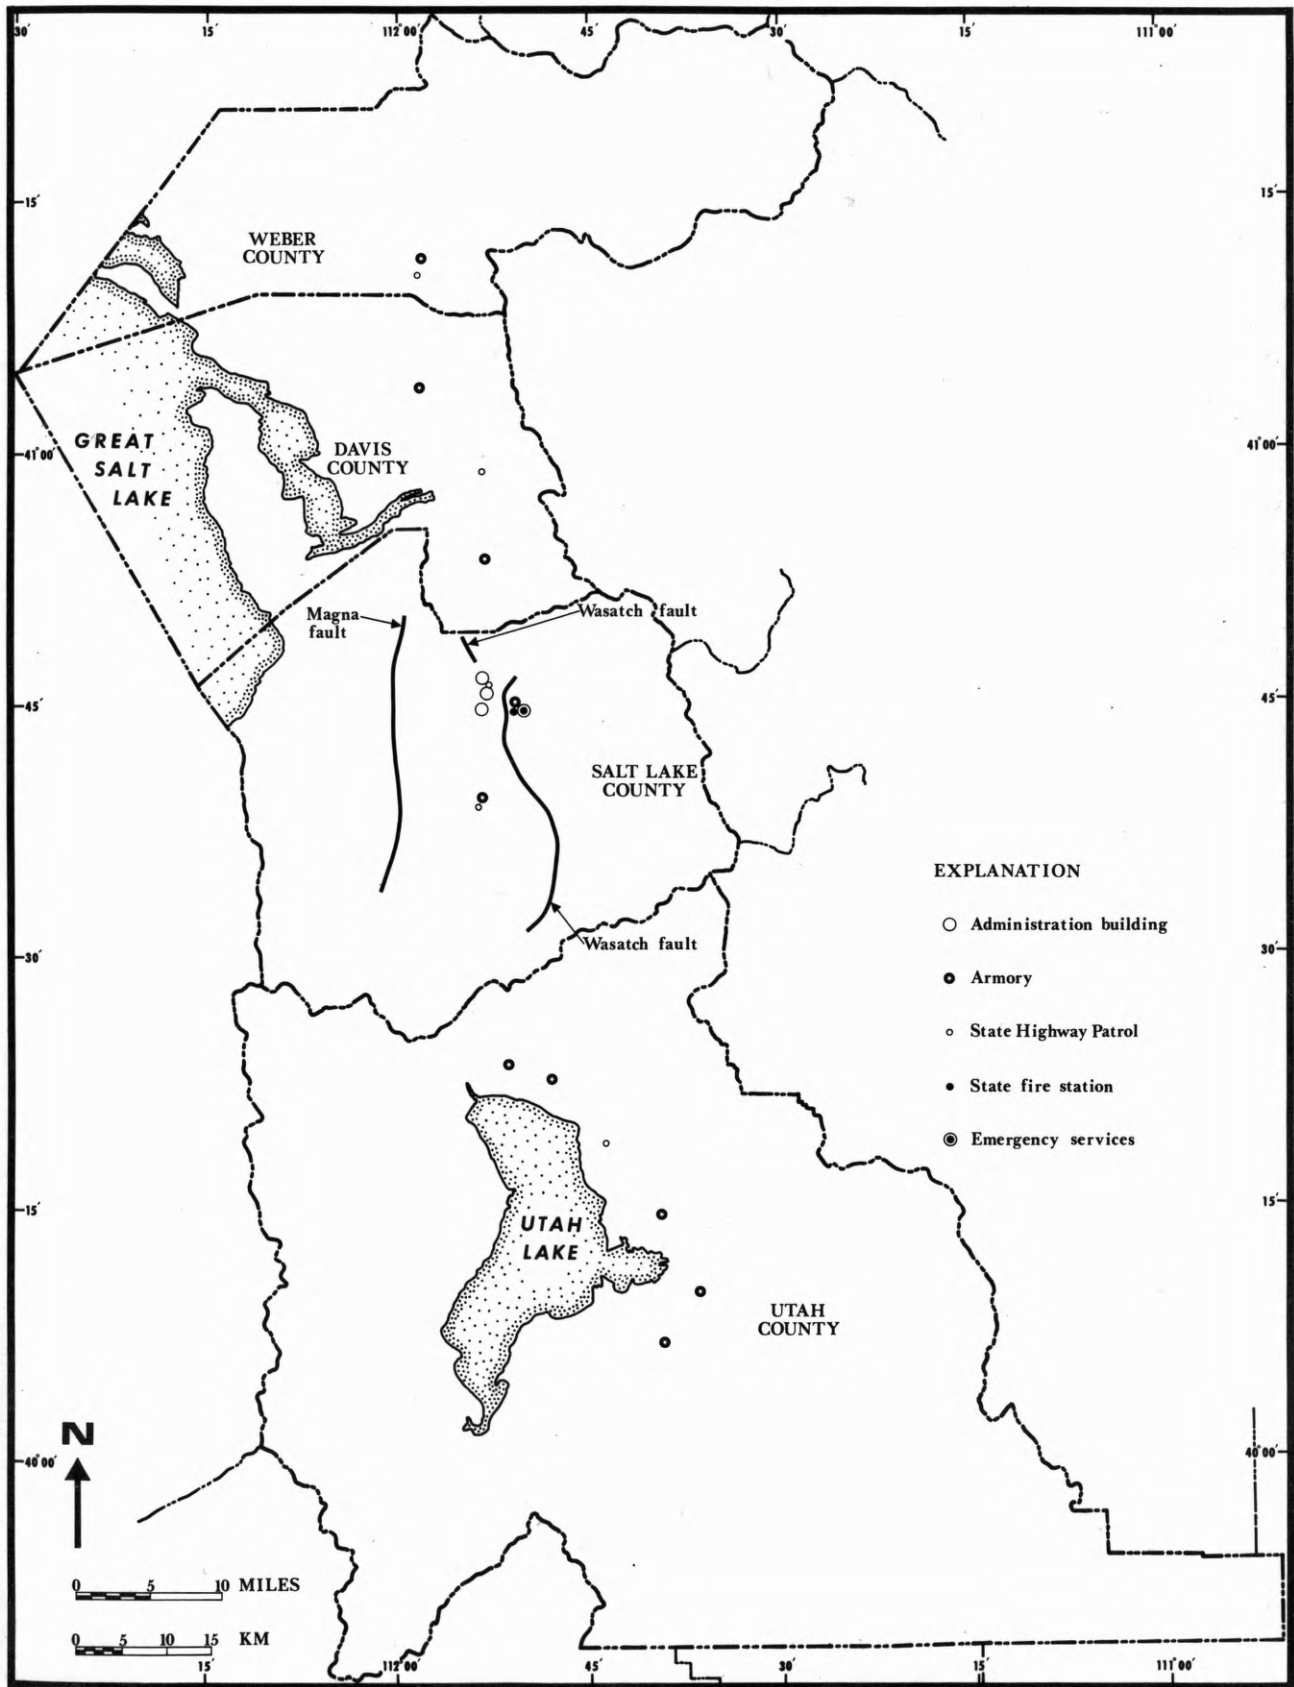 30'
15'
112°00'
45'
30'
15'
111°00'
15'
15'
WEBER
COUNTY
GREAT
SALT
LAKE
DAVIS
COUNTY
41°00'
41°00'
Magna
fault
Wasatch fault
45'
45'
SALT LAKE
COUNTY
EXPLANATION
Administration building
Armory
State Highway Patrol
State fire station
Emergency services
Wasatch fault
30'
30'
15'
15'
UTAH
LAKE
UTAH
COUNTY
N
40°00'
40°00'
0 5 10 MILES
0 5 10 15 KM
15'
112°00'
45'
30'
15'
111°00'